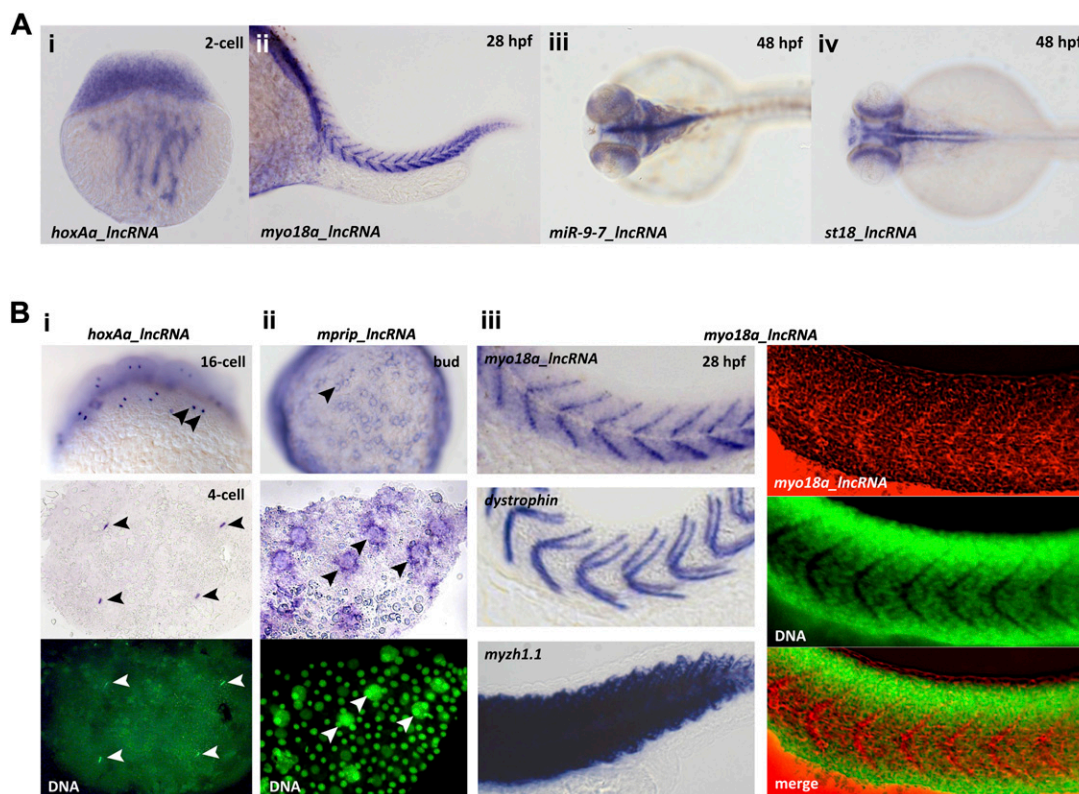 A
i
2-cell
hoxAa_lncRNA
ii
28 hpf
myo18a_lncRNA
iii
48 hpf
miR-9-7_lncRNA
iv
48 hpf
st18_lncRNA
B
i
hoxAa_lncRNA
16-cell
4-cell
DNA
ii
mprip_lncRNA
bud
DNA
iii
myo18a_lncRNA
myo18a_lncRNA
28 hpf
dystrophin
myzh1.1
myo18a_lncRNA
DNA
merge